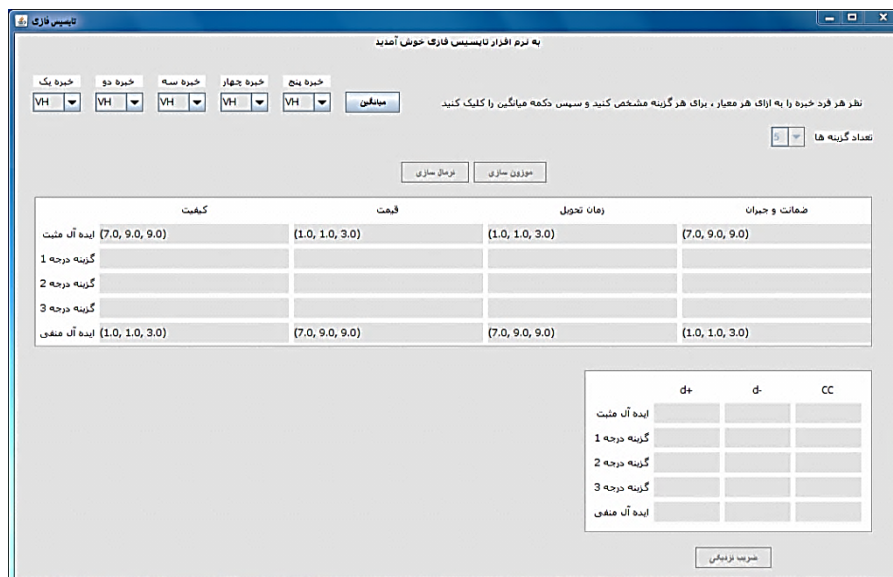 تاپسیس فازی
به نرم افزار تاپسیس فازی خوش آمدید
خبره یک خبره دو خبره سه خبره چهار خبره پنج
VH VH VH VH VH میانگین نظر هر فرد خبره را به ازای هر معیار ، برای هر گزینه مشخص کنید و سپس دکمه میانگین را کلیک کنید
تعداد گزینه ها 5
نرمال سازی موزون سازی
کیفیت قیمت زمان تحویل ضمانت و جبران
ایده آل مثبت (7.0, 9.0, 9.0) (1.0, 1.0, 3.0) (1.0, 1.0, 3.0) (7.0, 9.0, 9.0)
گزینه درجه 1
گزینه درجه 2
گزینه درجه 3
ایده آل منفی (1.0, 1.0, 3.0) (7.0, 9.0, 9.0) (7.0, 9.0, 9.0) (1.0, 1.0, 3.0)
d+ d- CC
ایده آل مثبت
گزینه درجه 1
گزینه درجه 2
گزینه درجه 3
ایده آل منفی
ضریب نزدیکی